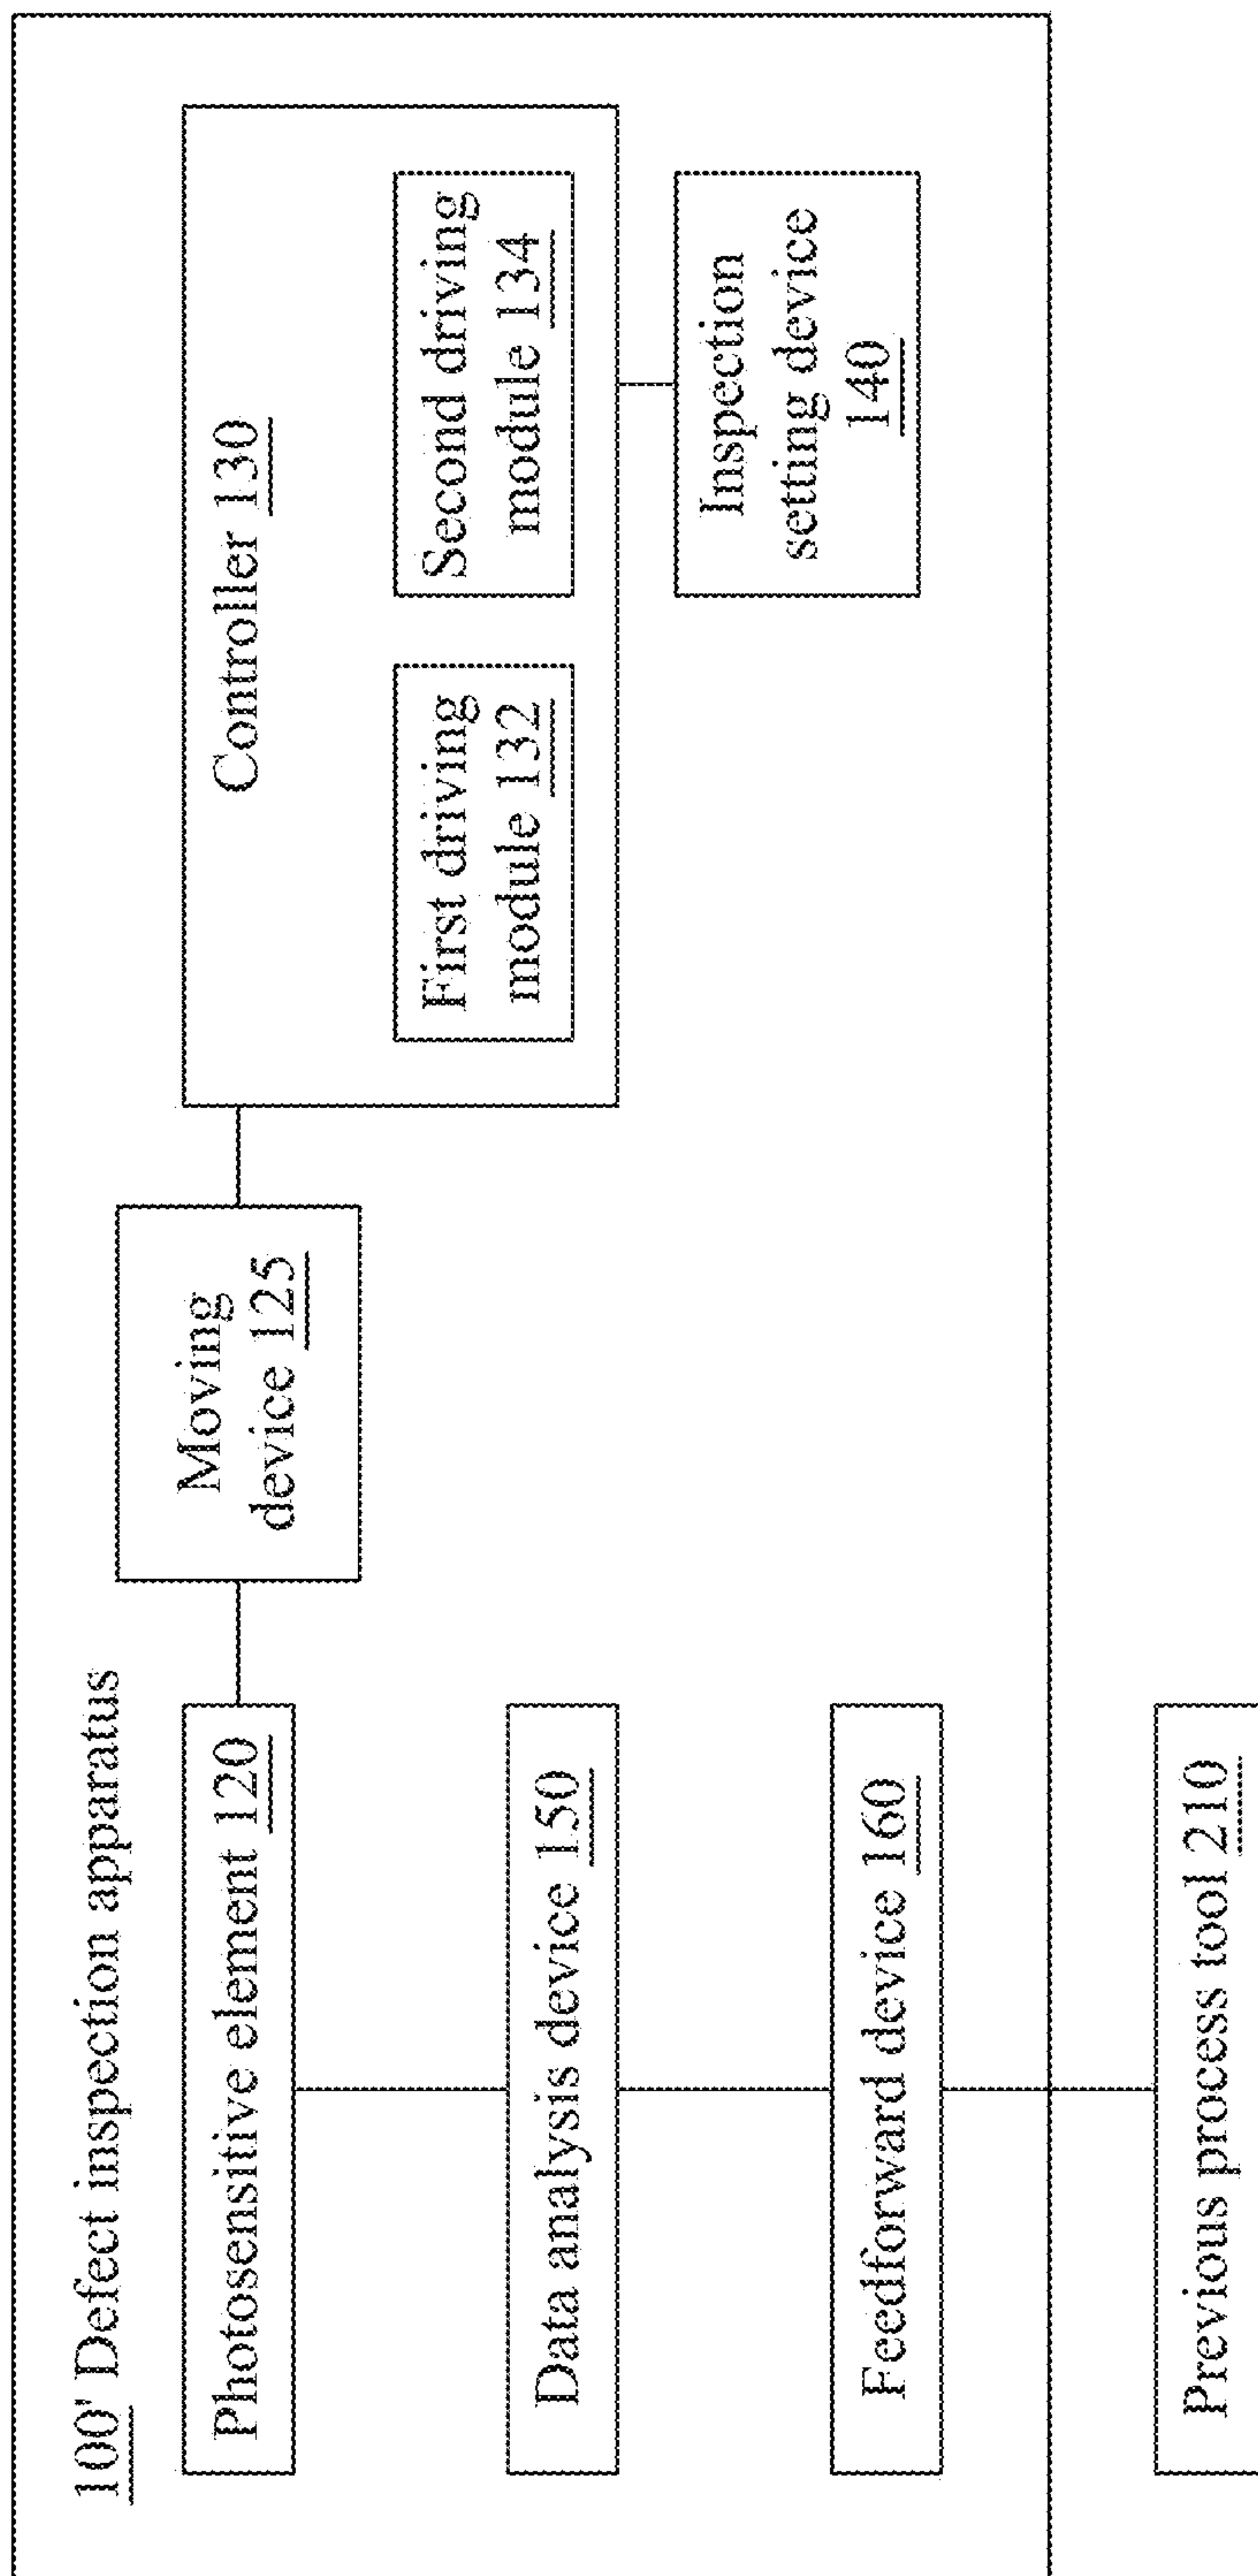 100' Defect inspection apparatus
Photosensitive element 120
Moving
device 125
Controller 130
First driving
module 132
Second driving
module 134
Inspection
setting device
140
Data analysis device 150
Feedforward device 160
Previous process tool 210